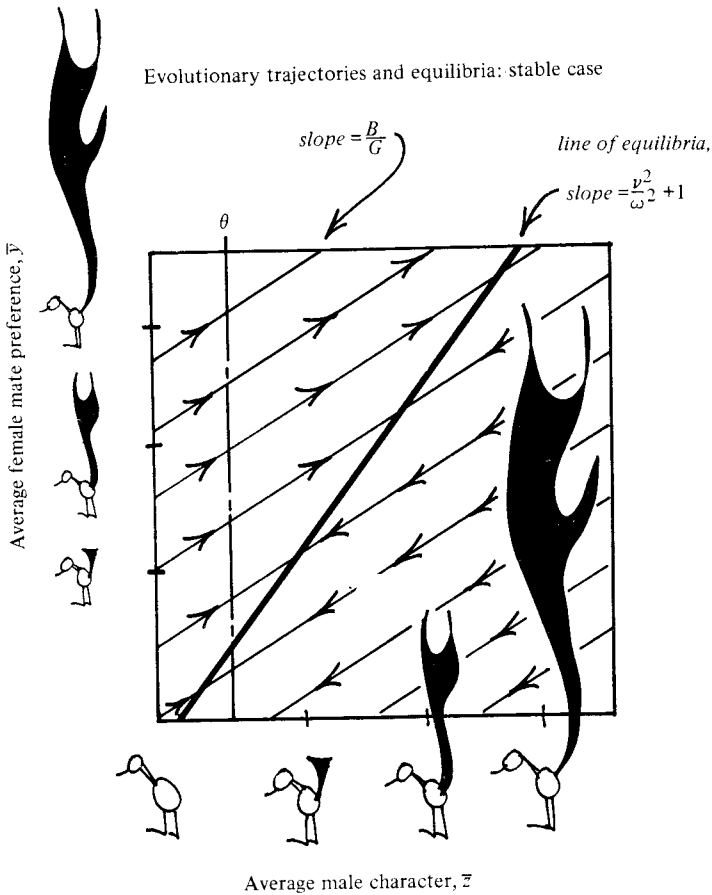 Evolutionary trajectories and equilibria: stable case
slope = B/G
line of equilibria,
slope = ν²/ω² + 1
θ
Average female mate preference, y̅
Average male character, z̅